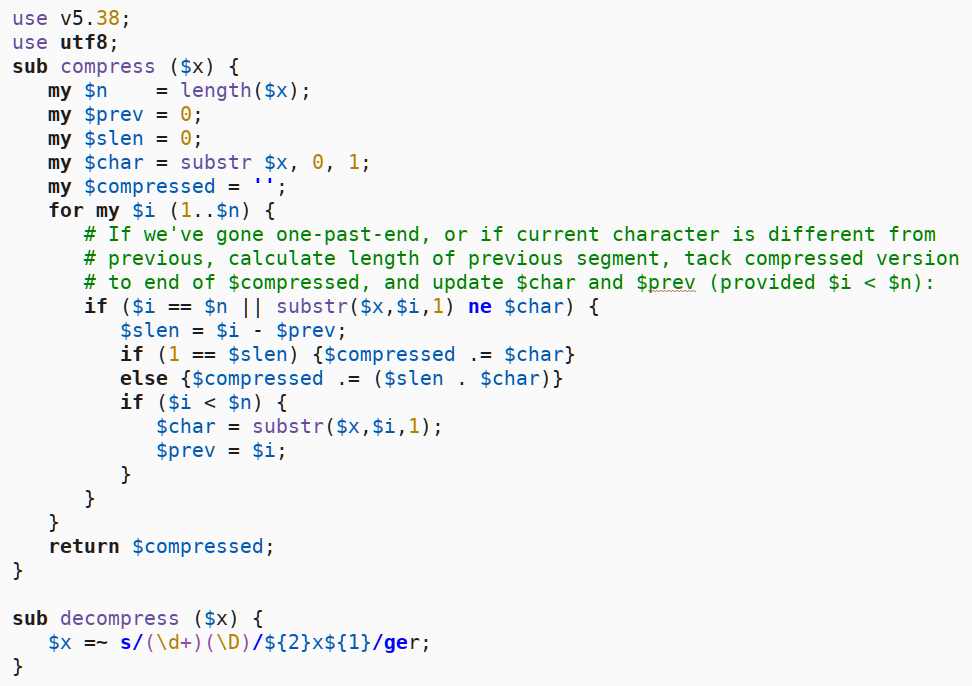 use v5.38;
use utf8;
sub compress ($x) {
   my $n    = length($x);
   my $prev = 0;
   my $slen = 0;
   my $char = substr $x, 0, 1;
   my $compressed = '';
   for my $i (1..$n) {
      # If we've gone one-past-end, or if current character is different from
      # previous, calculate length of previous segment, tack compressed version
      # to end of $compressed, and update $char and $prev (provided $i < $n):
      if ($i == $n || substr($x,$i,1) ne $char) {
         $slen = $i - $prev;
         if (1 == $slen) {$compressed .= $char}
         else {$compressed .= ($slen . $char)}
         if ($i < $n) {
            $char = substr($x,$i,1);
            $prev = $i;
         }
      }
   }
   return $compressed;
}

sub decompress ($x) {
   $x =~ s/(\d+)(\D)/${2}x${1}/ger;
}